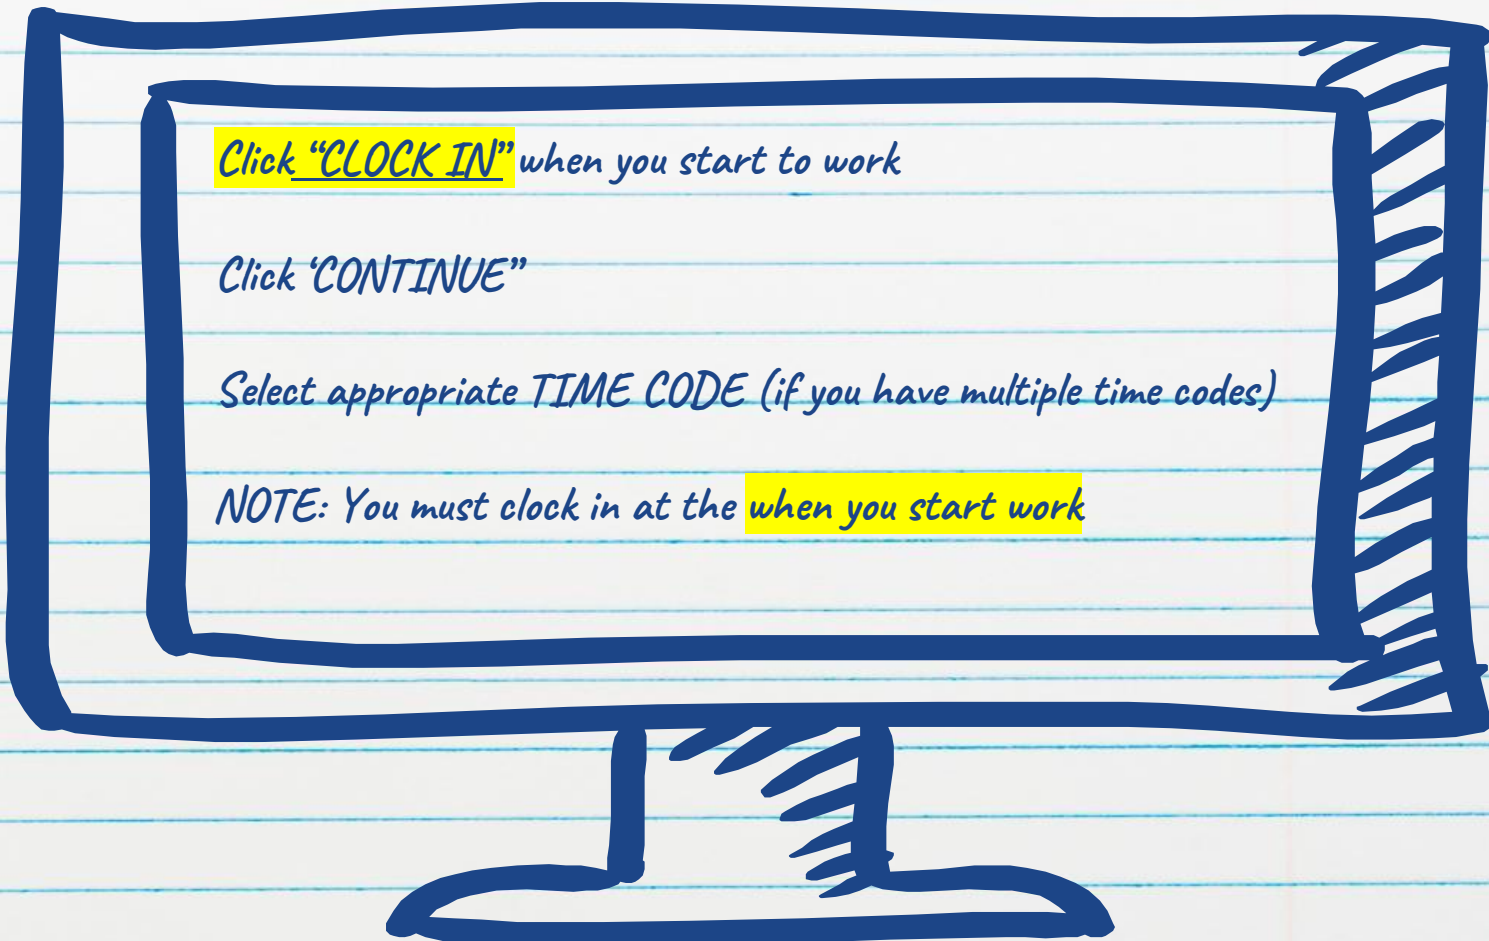 Click “CLOCK IN” when you start to work
Click ‘CONTINUE”
Select appropriate TIME CODE (if you have multiple time codes)
NOTE: You must clock in at the when you start work